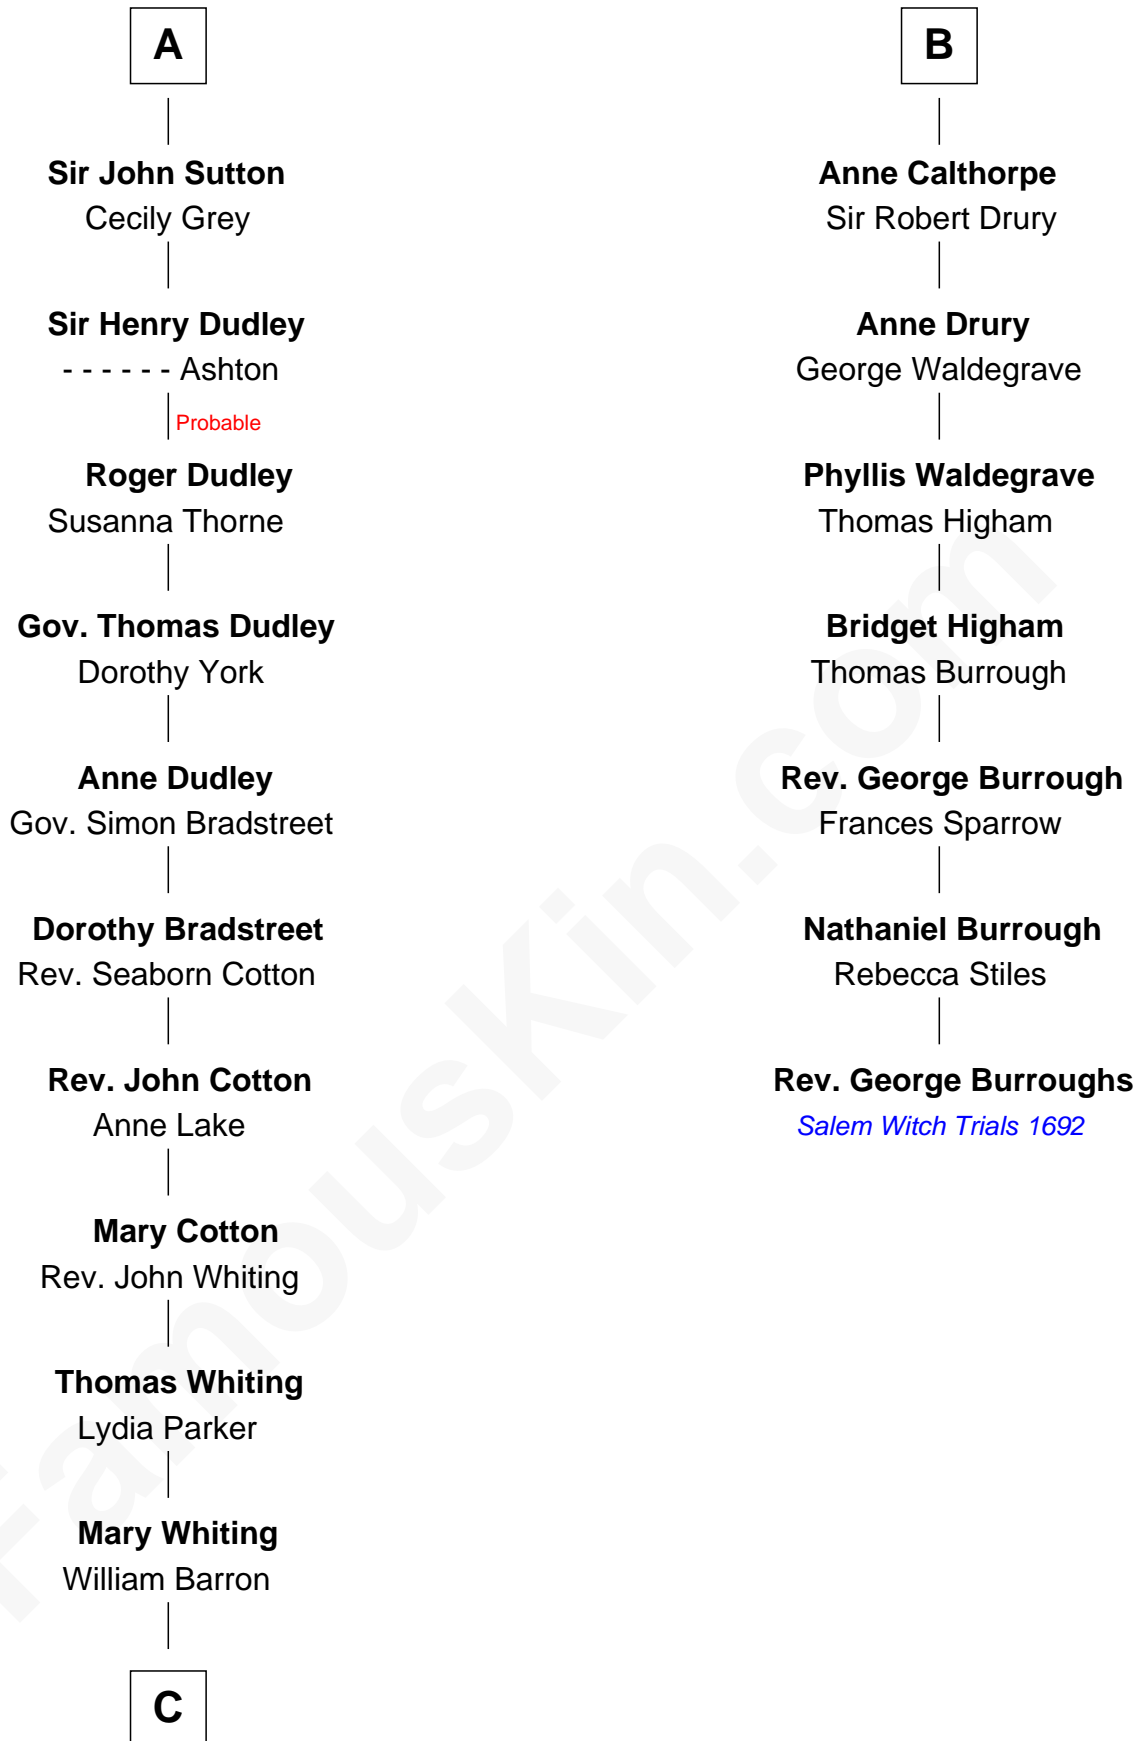 A
Sir John Sutton
Cecily Grey
Sir Henry Dudley
- - - - - - Ashton
Probable
Roger Dudley
Susanna Thorne
Gov. Thomas Dudley
Dorothy York
Anne Dudley
Gov. Simon Bradstreet
Dorothy Bradstreet
Rev. Seaborn Cotton
Rev. John Cotton
Anne Lake
Mary Cotton
Rev. John Whiting
Thomas Whiting
Lydia Parker
Mary Whiting
William Barron
C
B
Anne Calthorpe
Sir Robert Drury
Anne Drury
George Waldegrave
Phyllis Waldegrave
Thomas Higham
Bridget Higham
Thomas Burrough
Rev. George Burrough
Frances Sparrow
Nathaniel Burrough
Rebecca Stiles
Rev. George Burroughs
Salem Witch Trials 1692
FamousKin.com